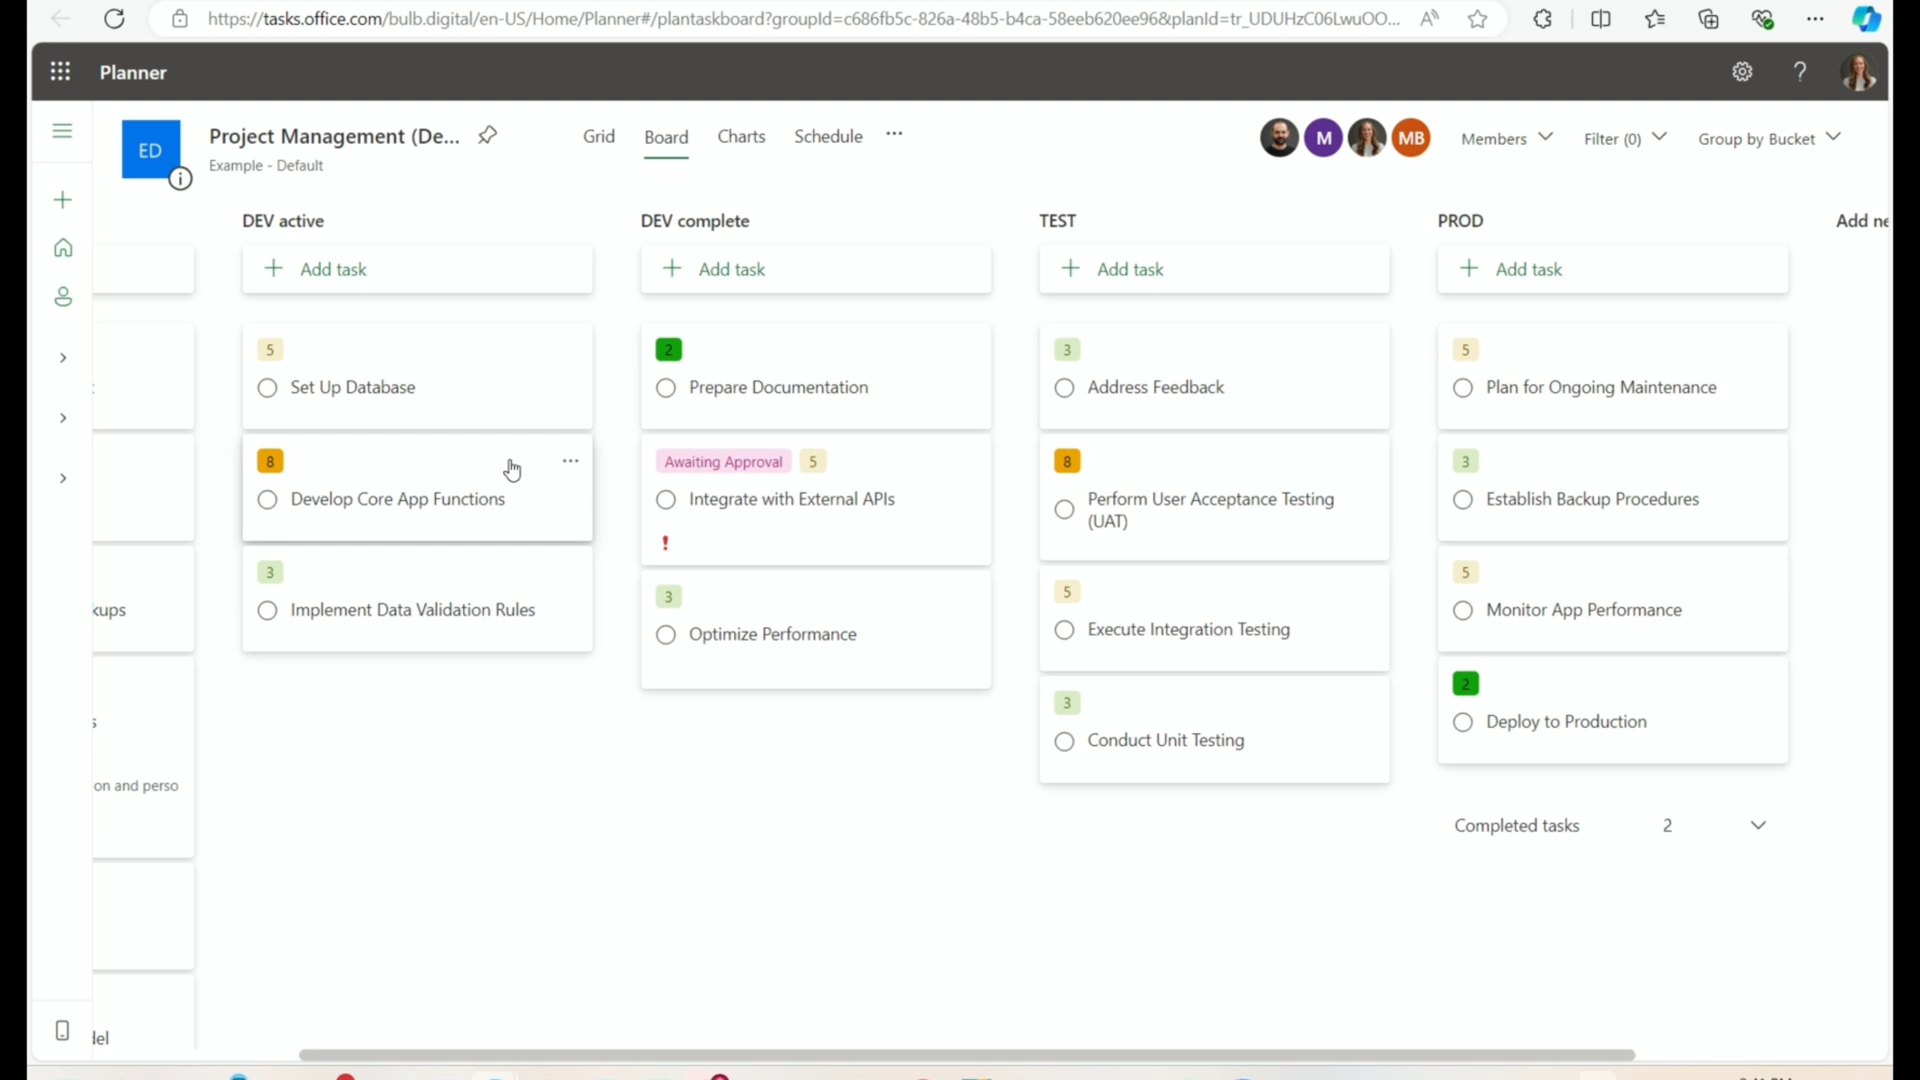 https://tasks.office.com/bulb.digital/en-US/Home/Planner#/plantaskboard?groupId=c686fb5c-826a-48b5-b4ca-58eeb620ee96&planId=tr_UDUHzC06LwuOO...
Planner
ED
Project Management (De...
Example - Default
Grid
Board
Charts
Schedule
M
MB
Members
Filter (0)
Group by Bucket
DEV active
DEV complete
TEST
PROD
Add ne
Add task
Add task
Add task
Add task
5
Set Up Database
8
Develop Core App Functions
3
Implement Data Validation Rules
2
Prepare Documentation
Awaiting Approval
5
Integrate with External APIs
3
Optimize Performance
3
Address Feedback
8
Perform User Acceptance Testing
(UAT)
5
Execute Integration Testing
3
Conduct Unit Testing
5
Plan for Ongoing Maintenance
3
Establish Backup Procedures
5
Monitor App Performance
2
Deploy to Production
Completed tasks 2
kups
s
on and perso
del